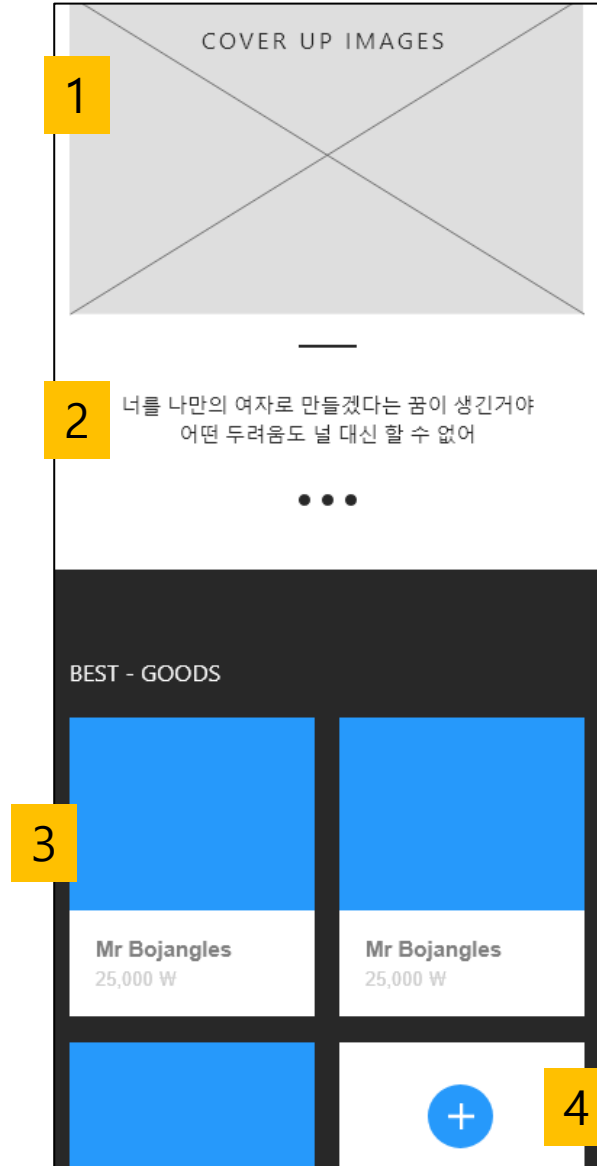 COVER UP IMAGES
1
2
너를 나만의 여자로 만들겠다는 꿈이 생긴거야
어떤 두려움도 널 대신 할 수 없어
BEST - GOODS
3
Mr Bojangles
25,000 ₩
Mr Bojangles
25,000 ₩
4